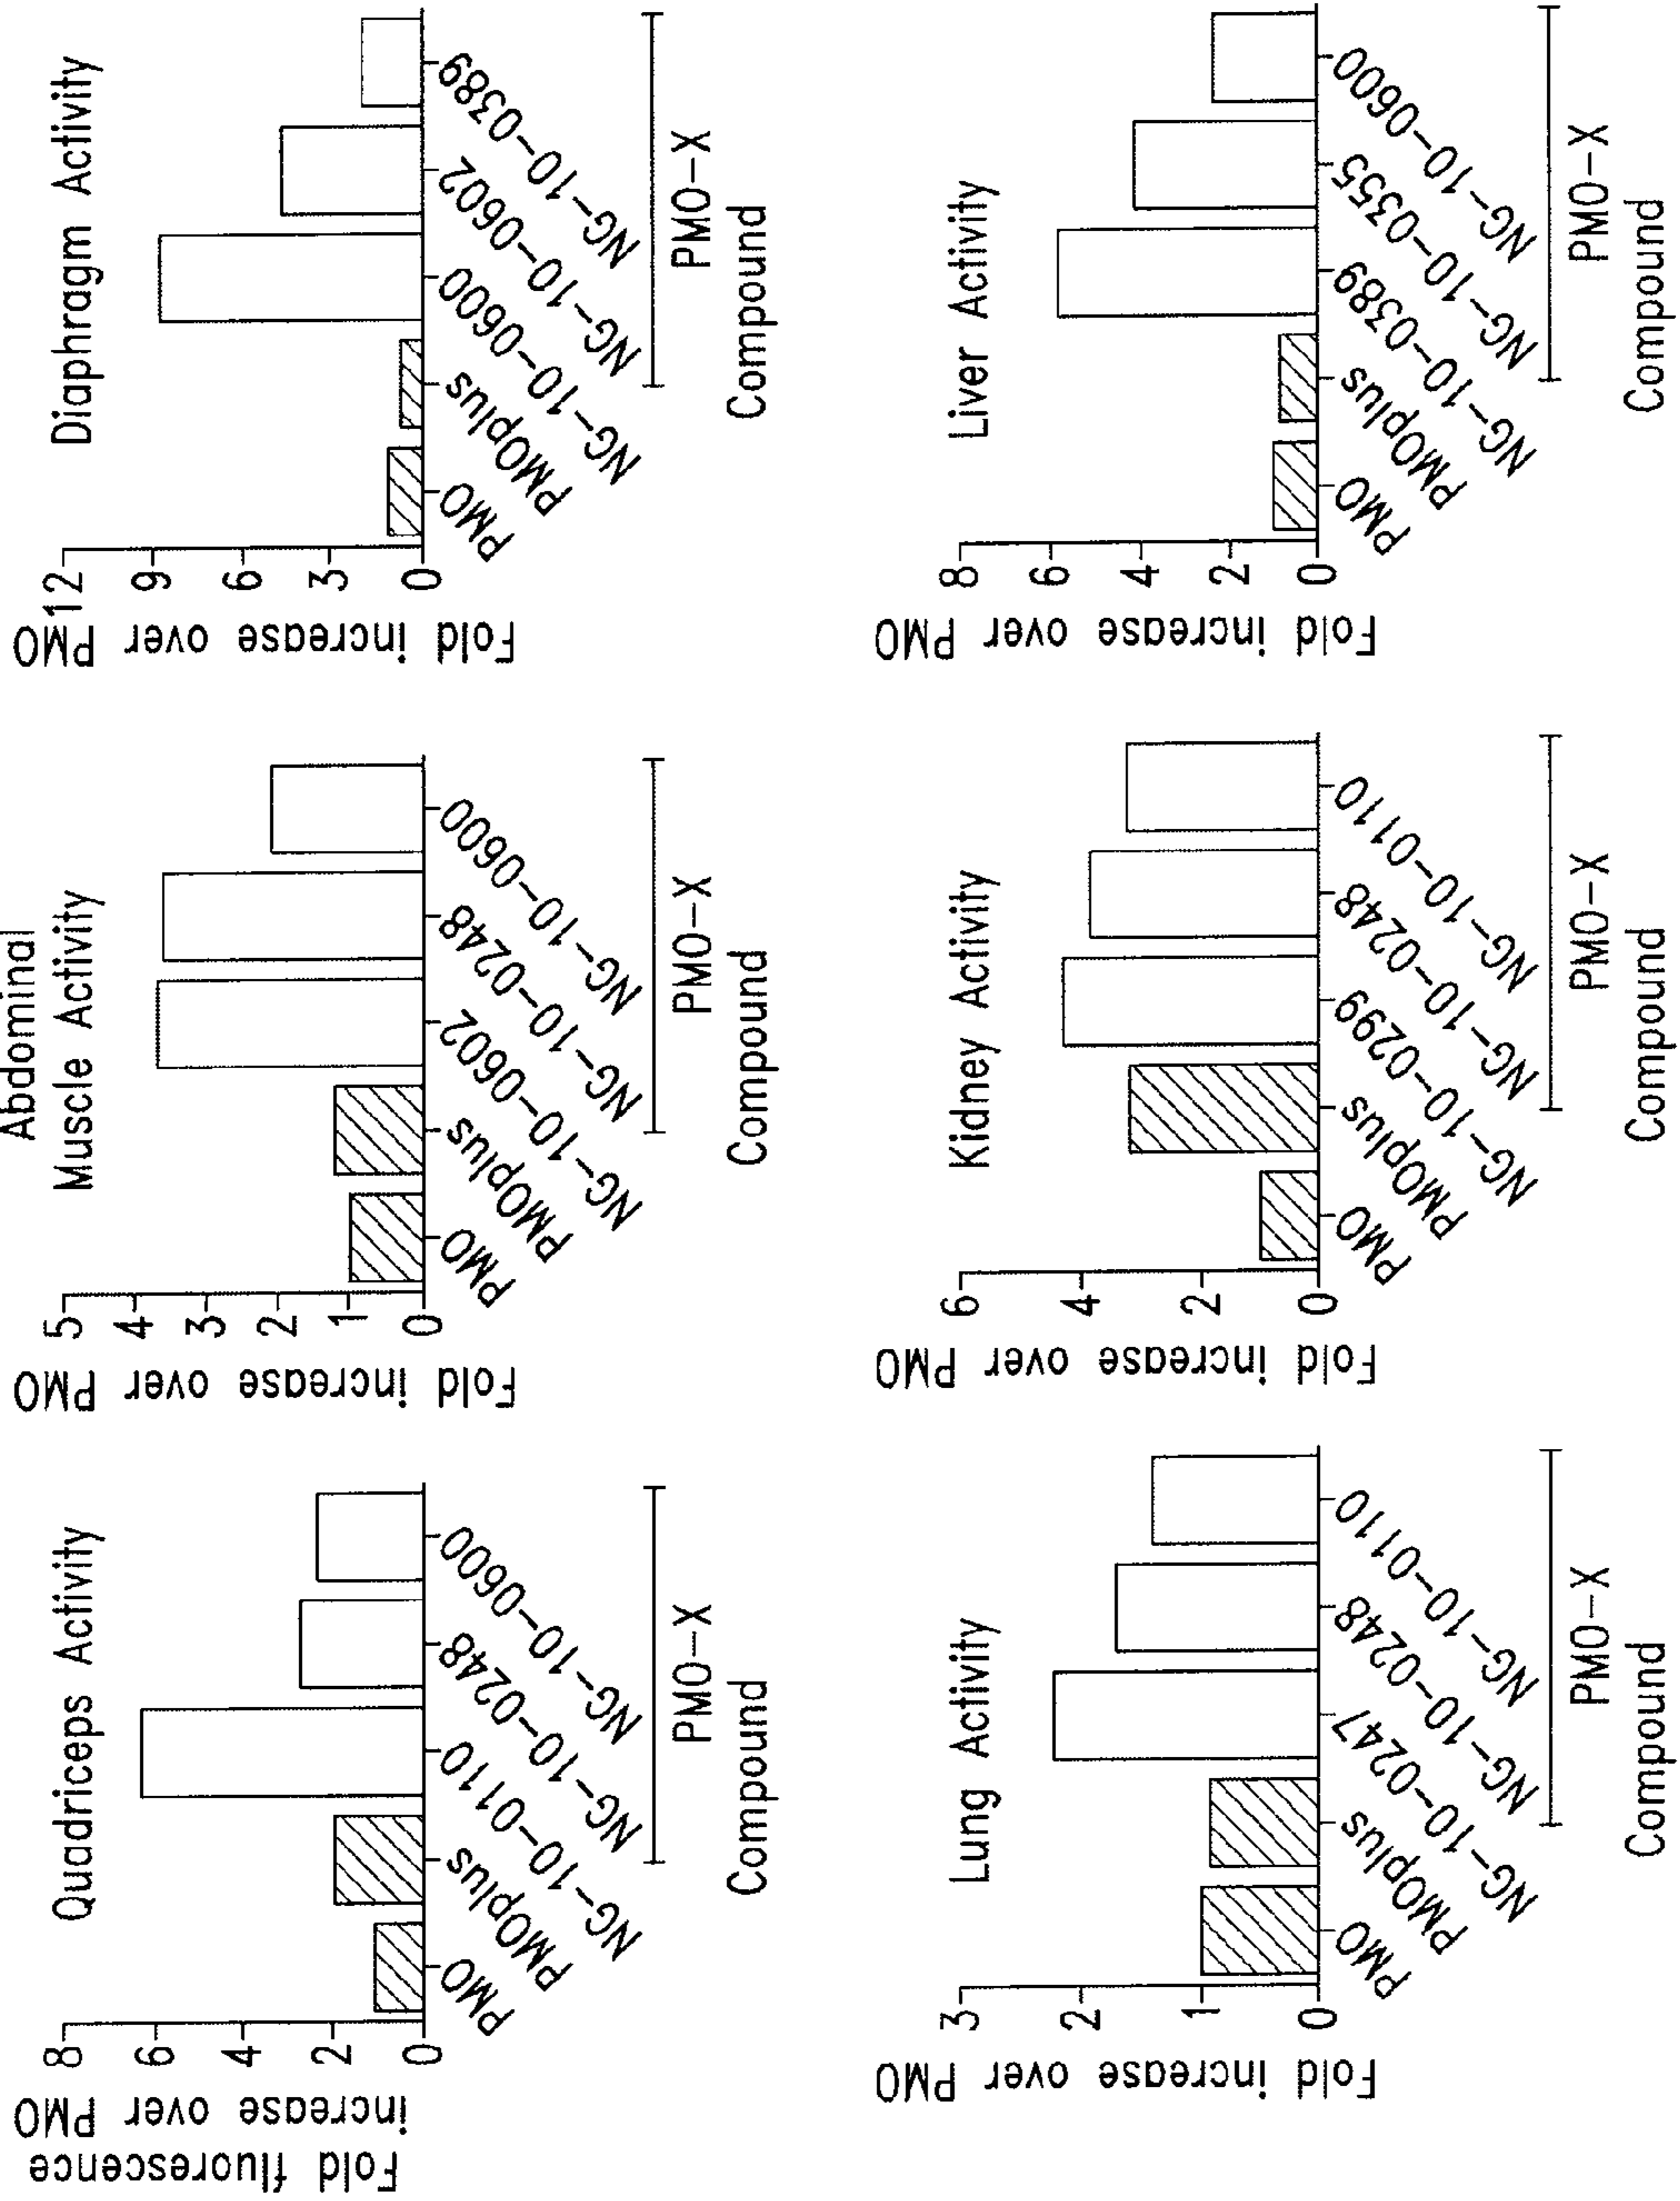 Quadriceps Activity
Fold fluorescence
increase over PMO
8
6
4
2
0
PMO
PMOplus
NG-10-0110
NG-10-0248
NG-10-0600
PMO-X
Compound
Abdominal
Muscle Activity
Fold increase over PMO
5
4
3
2
1
0
PMO
PMOplus
NG-10-0602
NG-10-0248
NG-10-0600
PMO-X
Compound
Diaphragm Activity
Fold increase over PMO
12
9
6
3
0
PMO
PMOplus
NG-10-0600
NG-10-0602
NG-10-0389
PMO-X
Compound
Lung Activity
Fold increase over PMO
3
2
1
0
PMO
PMOplus
NG-10-0247
NG-10-0248
NG-10-0110
PMO-X
Compound
Kidney Activity
Fold increase over PMO
6
4
2
0
PMO
PMOplus
NG-10-0299
NG-10-0248
NG-10-0110
PMO-X
Compound
Liver Activity
Fold increase over PMO
8
6
4
2
0
PMO
PMOplus
NG-10-0389
NG-10-0355
NG-10-0600
PMO-X
Compound